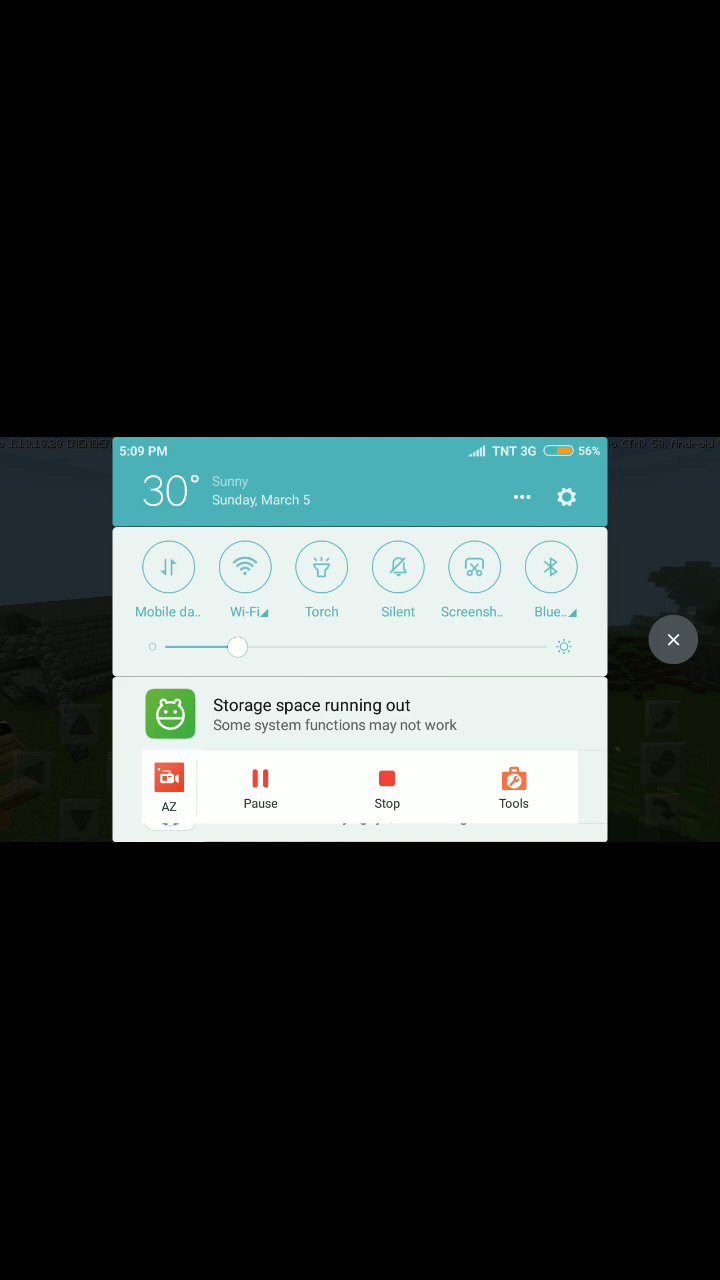 5:09 PM
TNT 3G
56%
30°
Sunny
Sunday, March 5
Mobile da..
Wi-Fi
Torch
Silent
Screensh..
Blue..
Storage space running out
Some system functions may not work
AZ
Pause
Stop
Tools